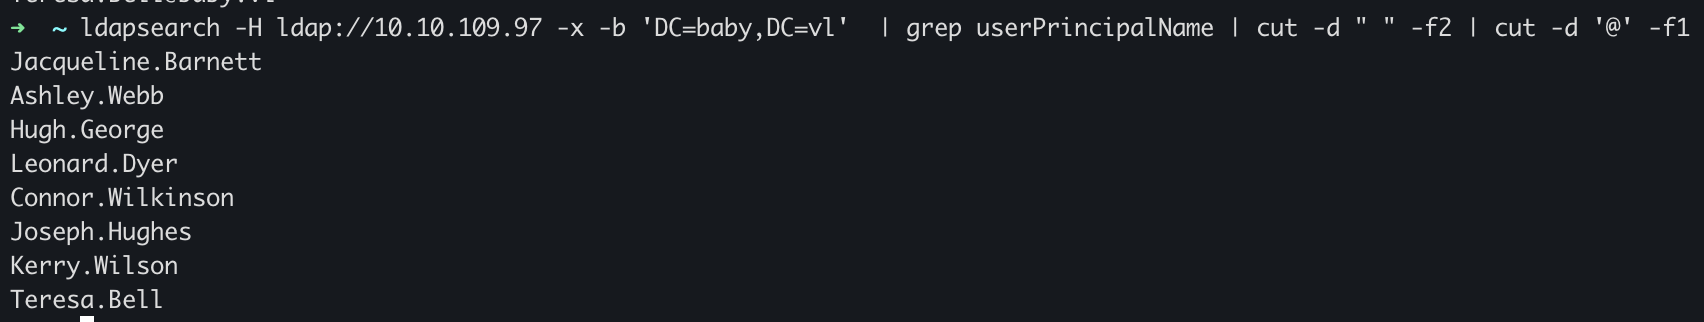 ➜  ~ ldapsearch -H ldap://10.10.109.97 -x -b 'DC=baby,DC=vl'  | grep userPrincipalName | cut -d " " -f2 | cut -d '@' -f1
Jacqueline.Barnett
Ashley.Webb
Hugh.George
Leonard.Dyer
Connor.Wilkinson
Joseph.Hughes
Kerry.Wilson
Teresa.Bell